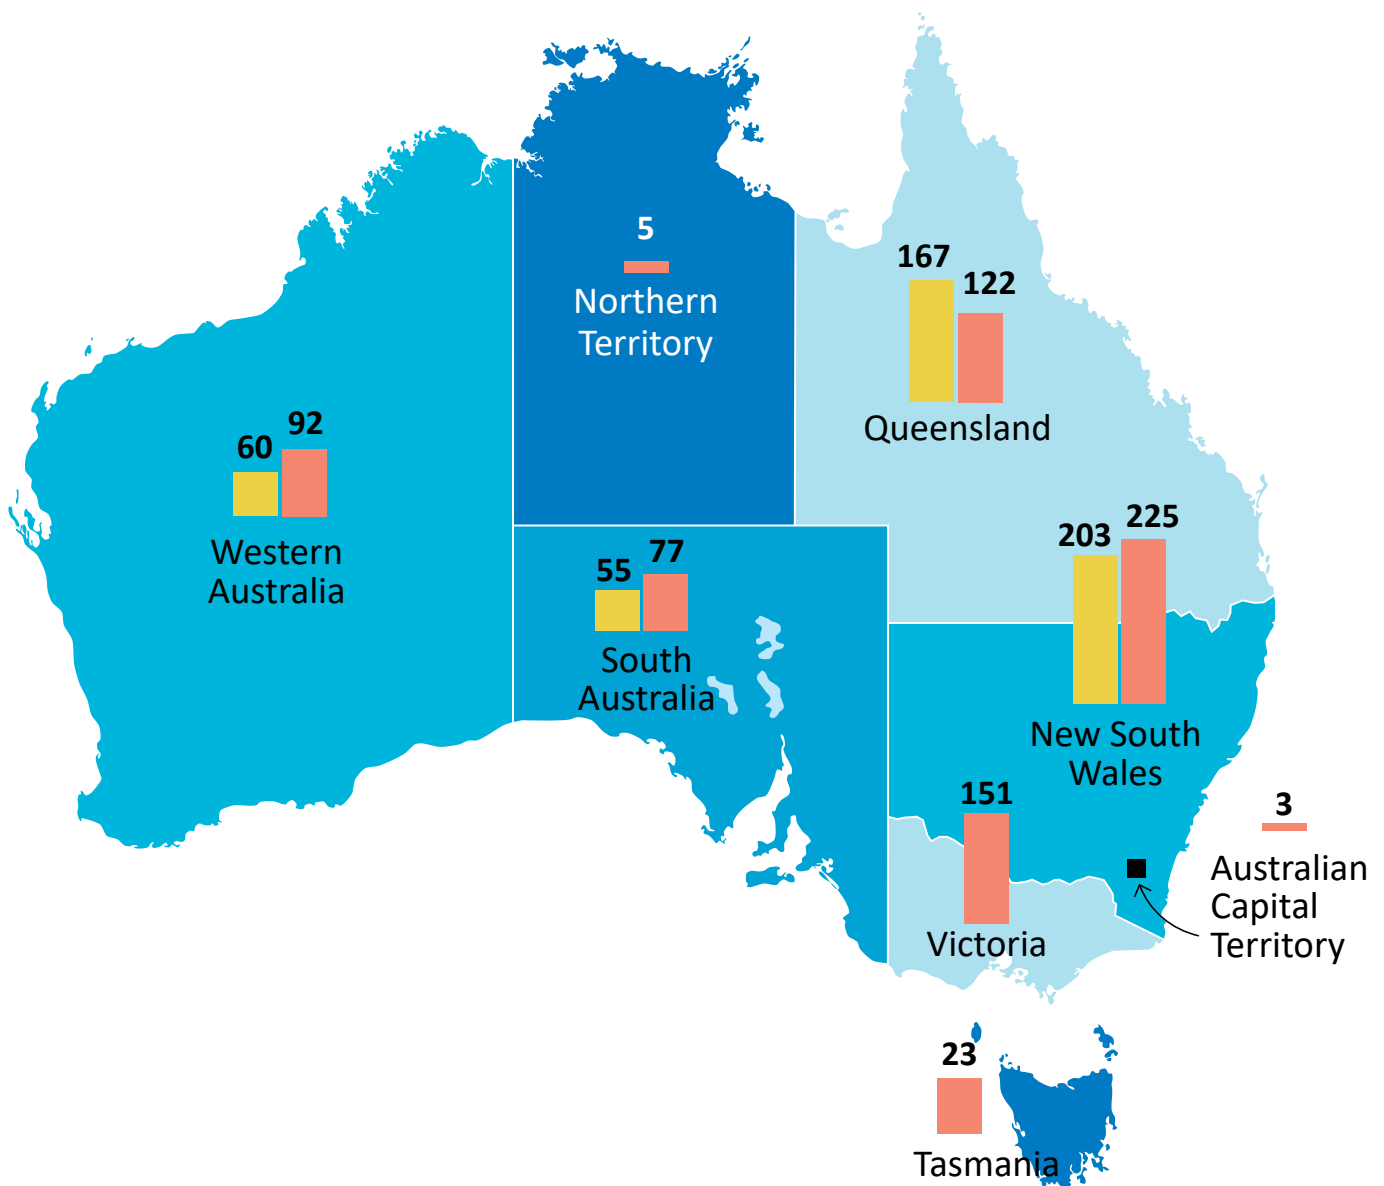 5
Northern
Territory
167
122
Queensland
60
92
Western
Australia
55
77
South
Australia
203
225
New South
Wales
151
Victoria
3
Australian
Capital
Territory
23
Tasmania